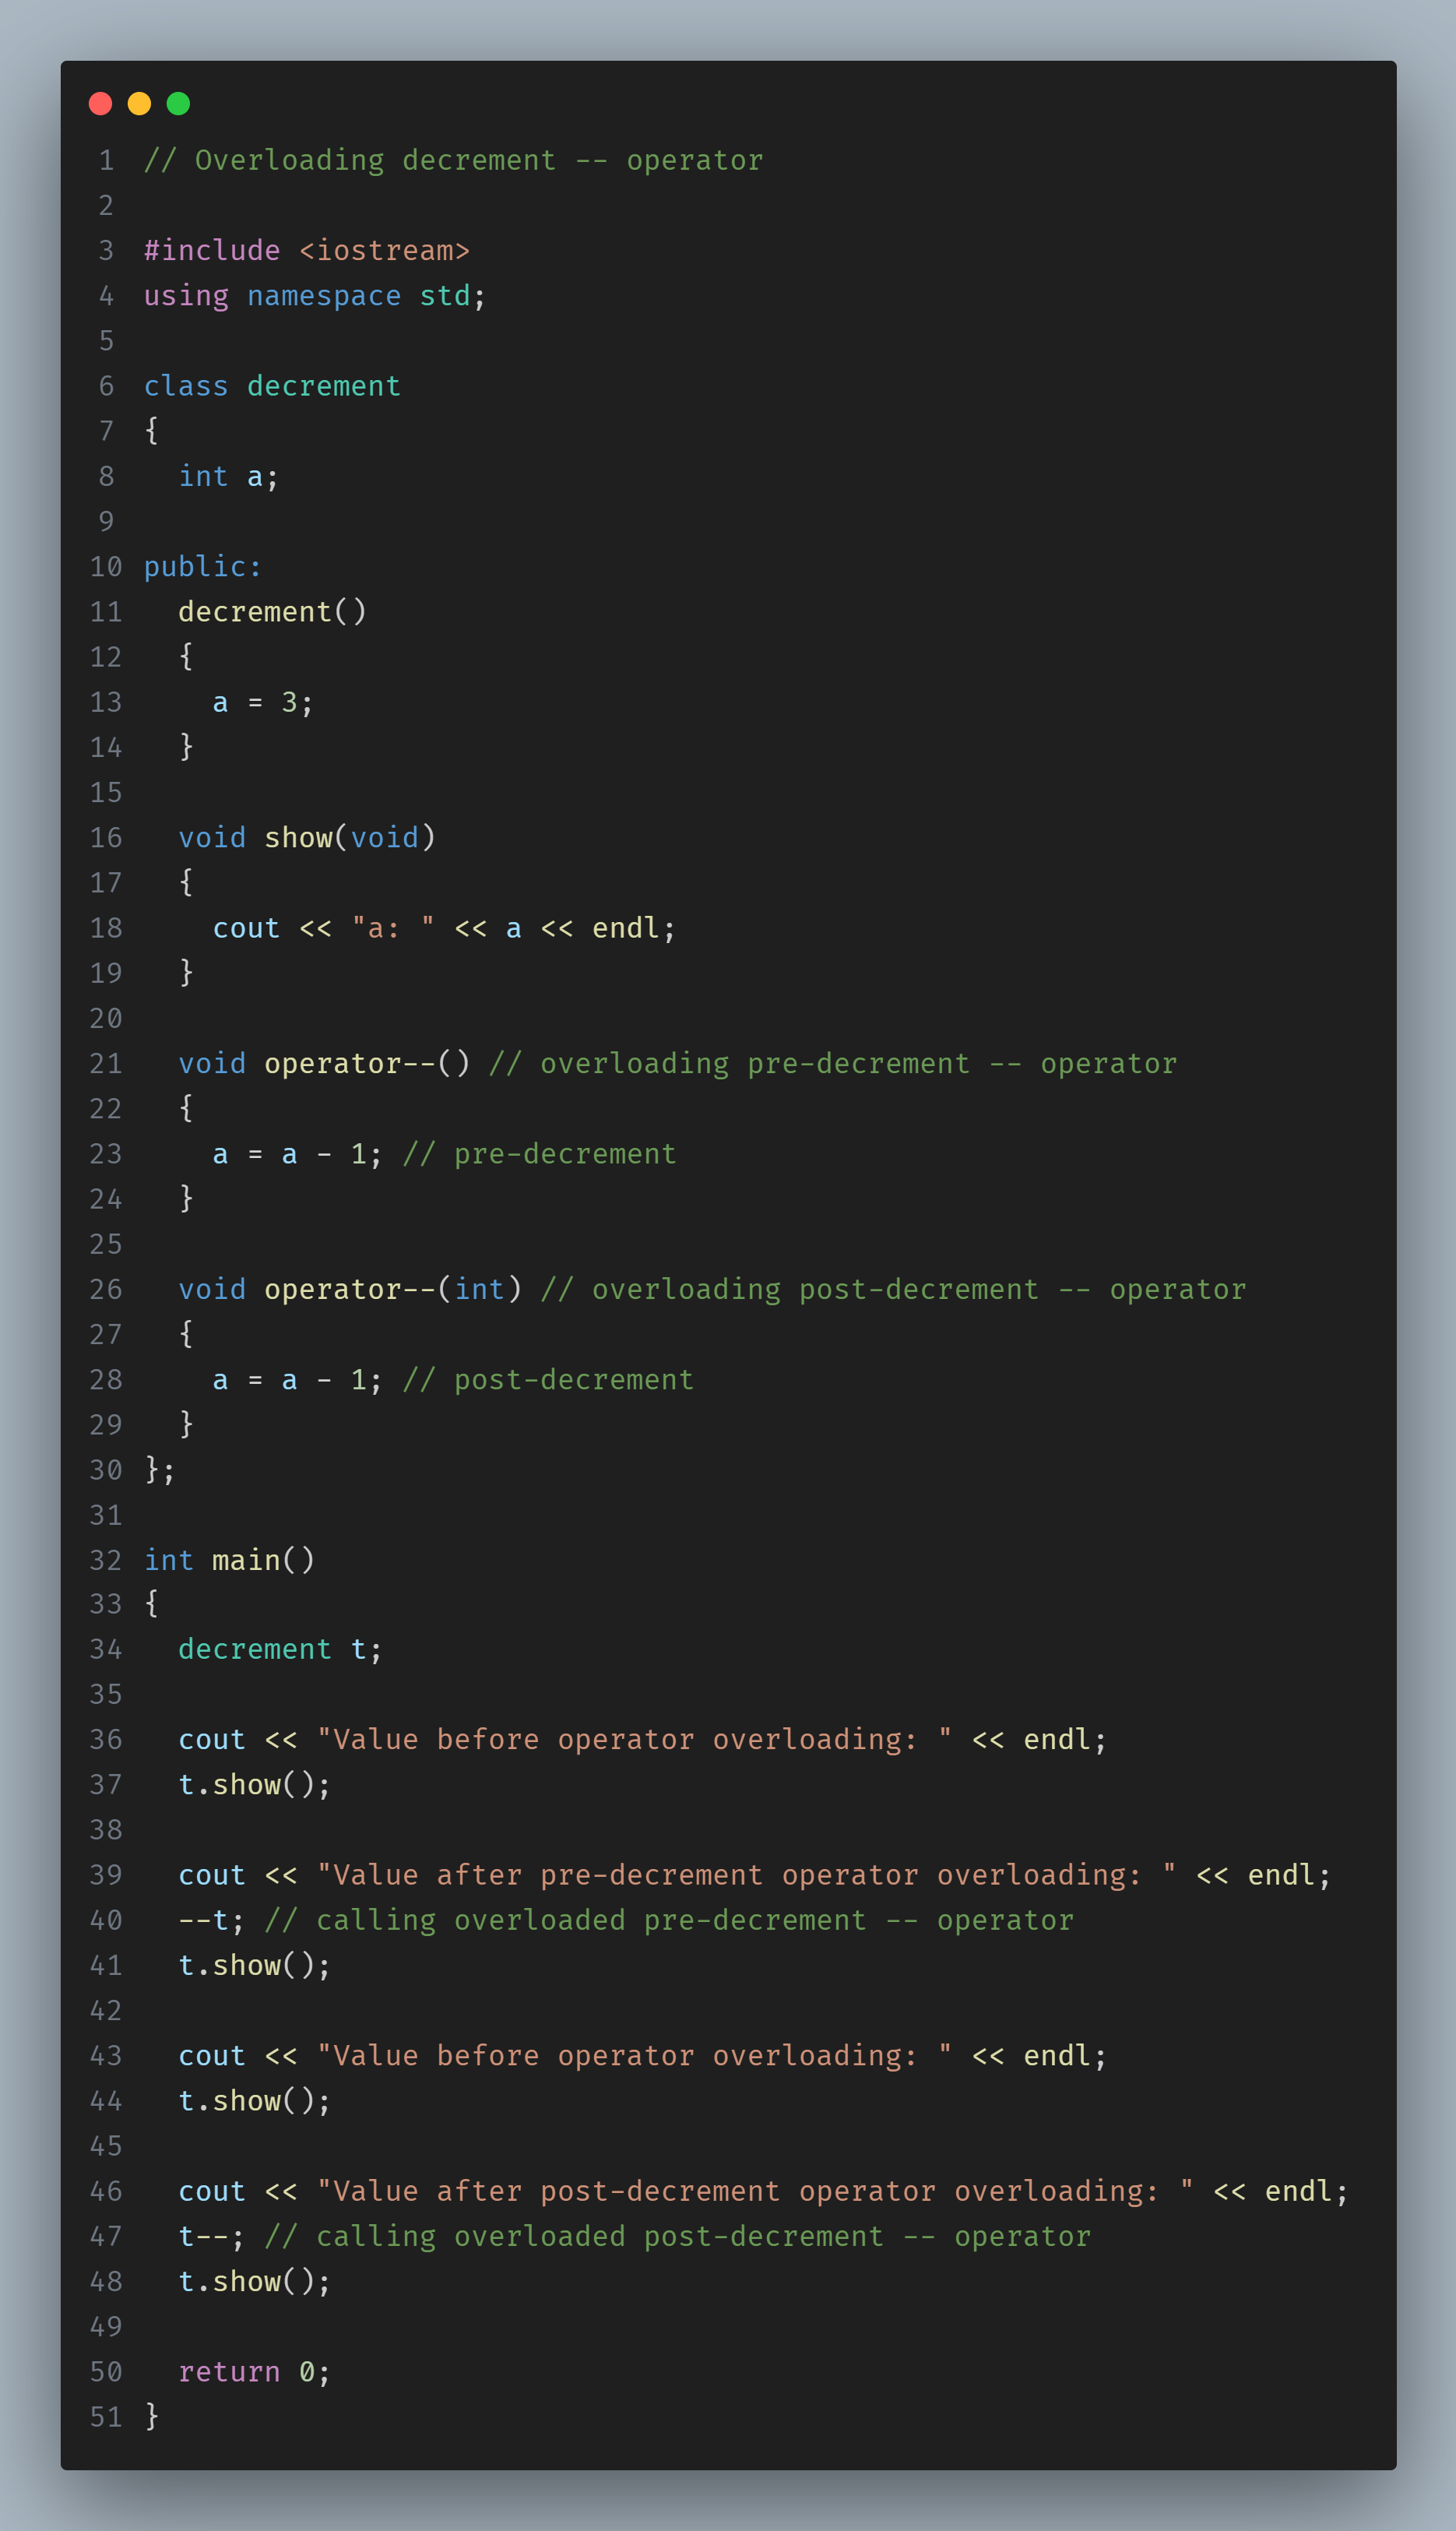 1 // Overloading decrement -- operator
2
3 #include <iostream>
4 using namespace std;
5
6 class decrement
7 {
8   int a;
9
10 public:
11   decrement()
12   {
13     a = 3;
14   }
15
16   void show(void)
17   {
18     cout << "a: " << a << endl;
19   }
20
21   void operator--() // overloading pre-decrement -- operator
22   {
23     a = a - 1; // pre-decrement
24   }
25
26   void operator--(int) // overloading post-decrement -- operator
27   {
28     a = a - 1; // post-decrement
29   }
30 };
31
32 int main()
33 {
34   decrement t;
35
36   cout << "Value before operator overloading: " << endl;
37   t.show();
38
39   cout << "Value after pre-decrement operator overloading: " << endl;
40   --t; // calling overloaded pre-decrement -- operator
41   t.show();
42
43   cout << "Value before operator overloading: " << endl;
44   t.show();
45
46   cout << "Value after post-decrement operator overloading: " << endl;
47   t--; // calling overloaded post-decrement -- operator
48   t.show();
49
50   return 0;
51 }